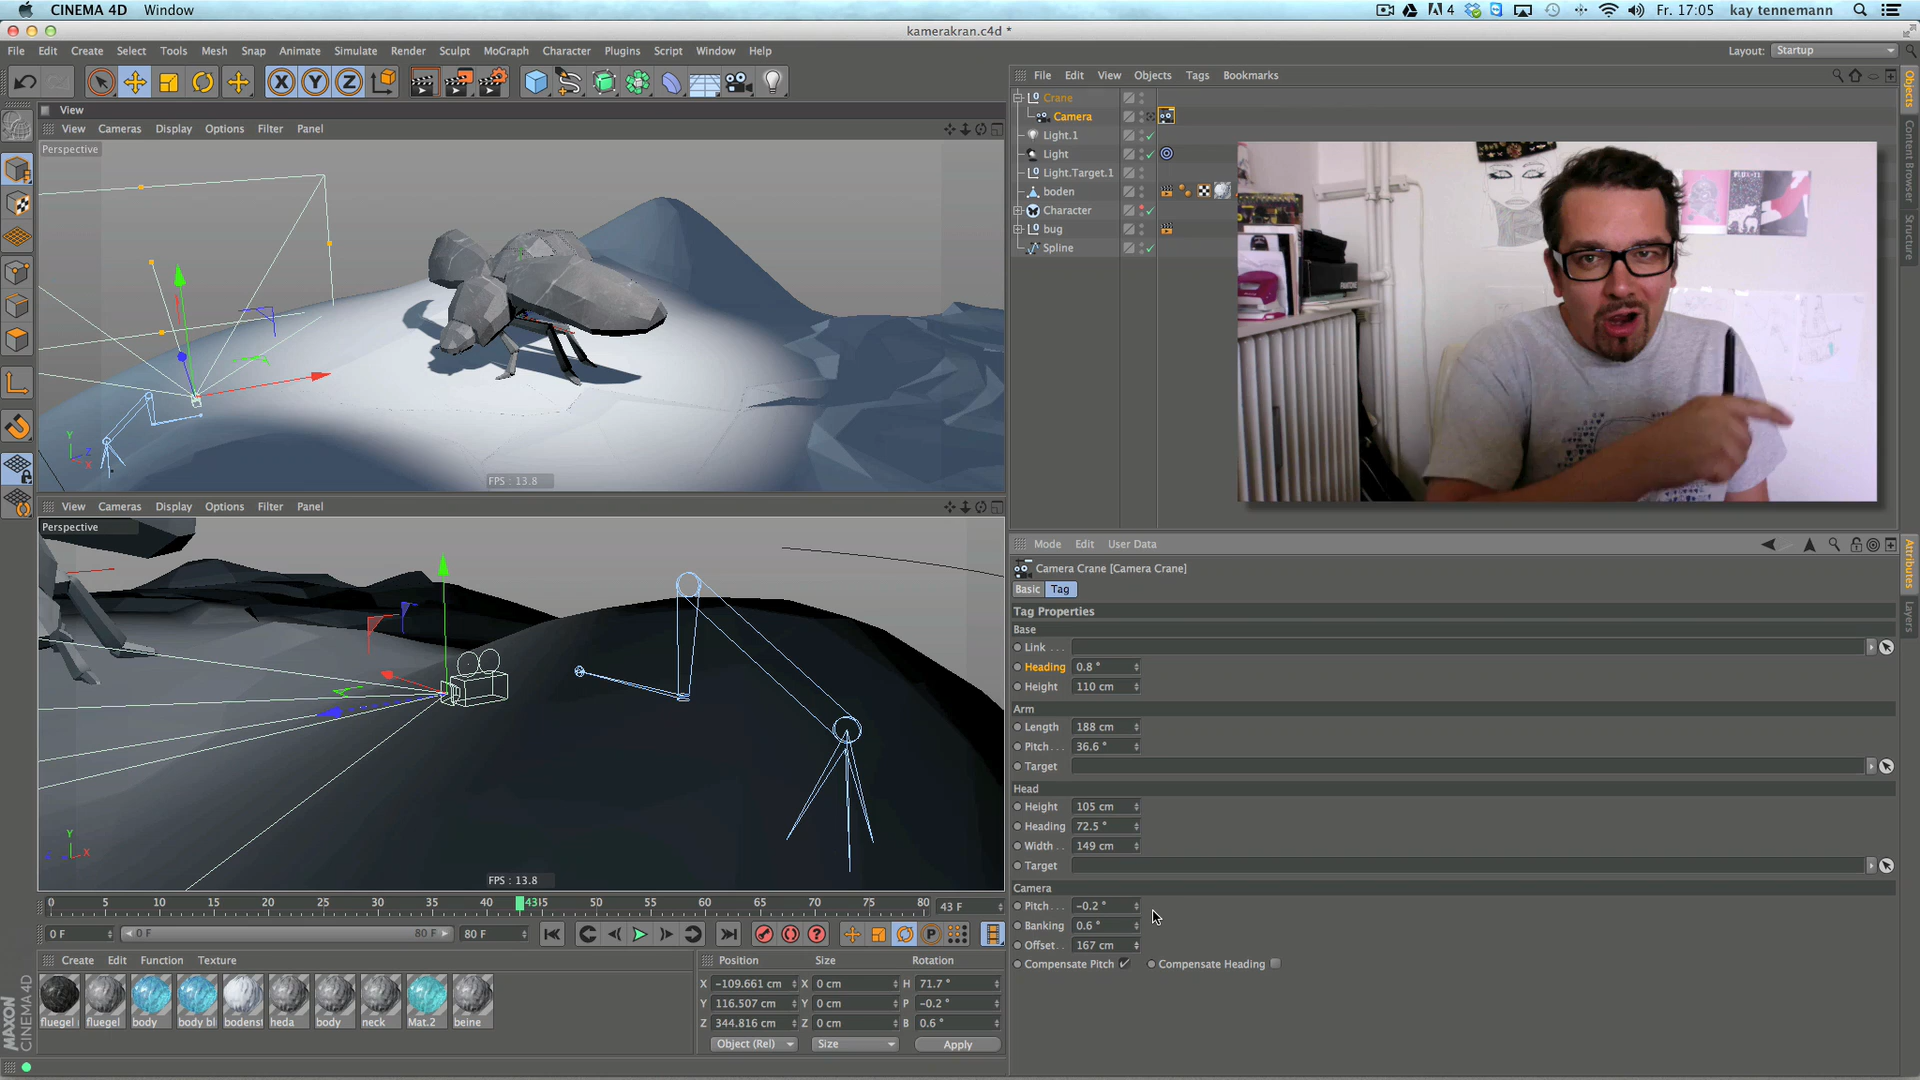 CINEMA 4D Window
4 Fr. 17:05 kay tennemann
kamerakran.c4d *
File Edit Create Select Tools Mesh Snap Animate Simulate Render Sculpt MoGraph Character Plugins Script Window Help
Layout: Startup
X Y Z
File Edit View Objects Tags Bookmarks
View
View Cameras Display Options Filter Panel
Perspective
FPS : 13.8
Crane
Camera
Light.1
Light
Light.Target.1
boden
Character
bug
Spline
Objects
Content Browser
Structure
View Cameras Display Options Filter Panel
Perspective
FPS : 13.8
Mode Edit User Data
Camera Crane [Camera Crane]
Basic Tag
Tag Properties
Base
Link
Heading 0.8 °
Height 110 cm
Arm
Length 188 cm
Pitch 36.6 °
Target
Head
Height 105 cm
Heading 72.5 °
Width 149 cm
Target
Camera
Pitch -0.2 °
Banking 0.6 °
Offset 167 cm
Compensate Pitch Compensate Heading
Attributes
Layers
0 5 10 15 20 25 30 35 40 43 45 50 55 60 65 70 75 80 43 F
0 F 0 F 80 F 80 F
Create Edit Function Texture
fluegel fluegel body body bl bodenst heda body neck Mat.2 beine
Position Size Rotation
X -109.661 cm X 0 cm H 71.7 °
Y 116.507 cm Y 0 cm P -0.2 °
Z 344.816 cm Z 0 cm B 0.6 °
Object (Rel) Size Apply
MAXON CINEMA 4D